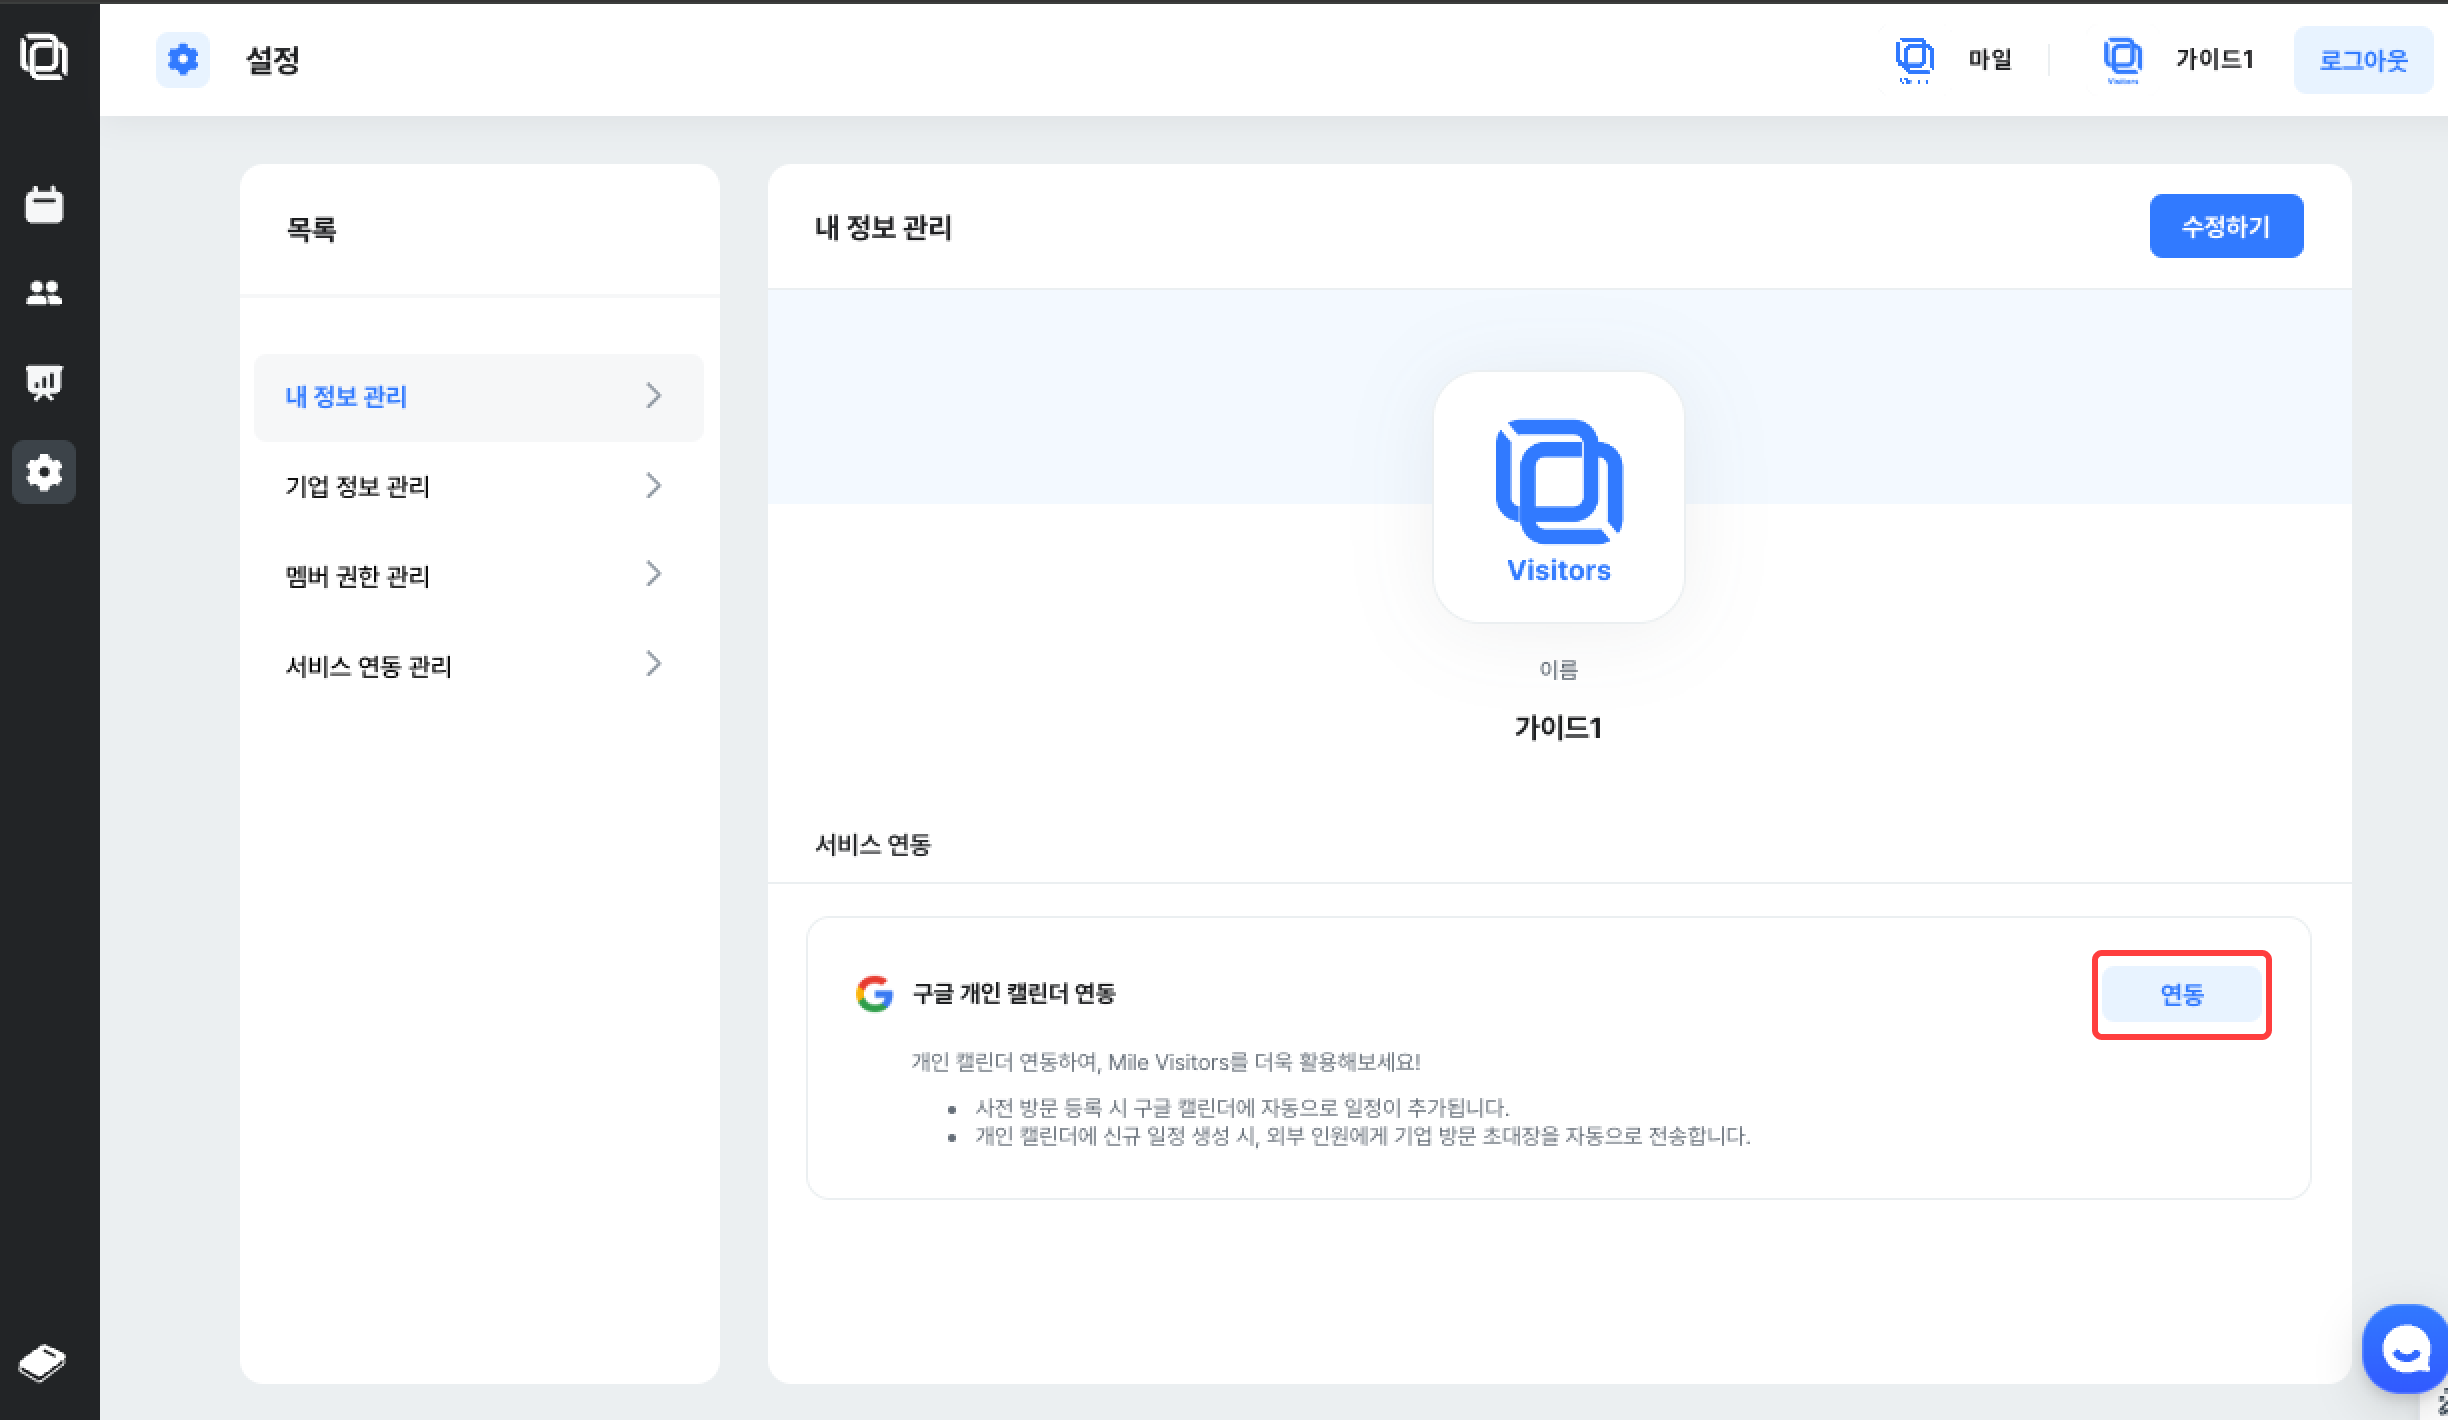 설정
마일
Visitors
가이드1
로그아웃
목록
내 정보 관리
기업 정보 관리
멤버 권한 관리
서비스 연동 관리
내 정보 관리
수정하기
Visitors
이름
가이드1
서비스 연동
구글 개인 캘린더 연동
연동
개인 캘린더 연동하여, Mile Visitors를 더욱 활용해보세요!
• 사전 방문 등록 시 구글 캘린더에 자동으로 일정이 추가됩니다.
• 개인 캘린더에 신규 일정 생성 시, 외부 인원에게 기업 방문 초대장을 자동으로 전송합니다.